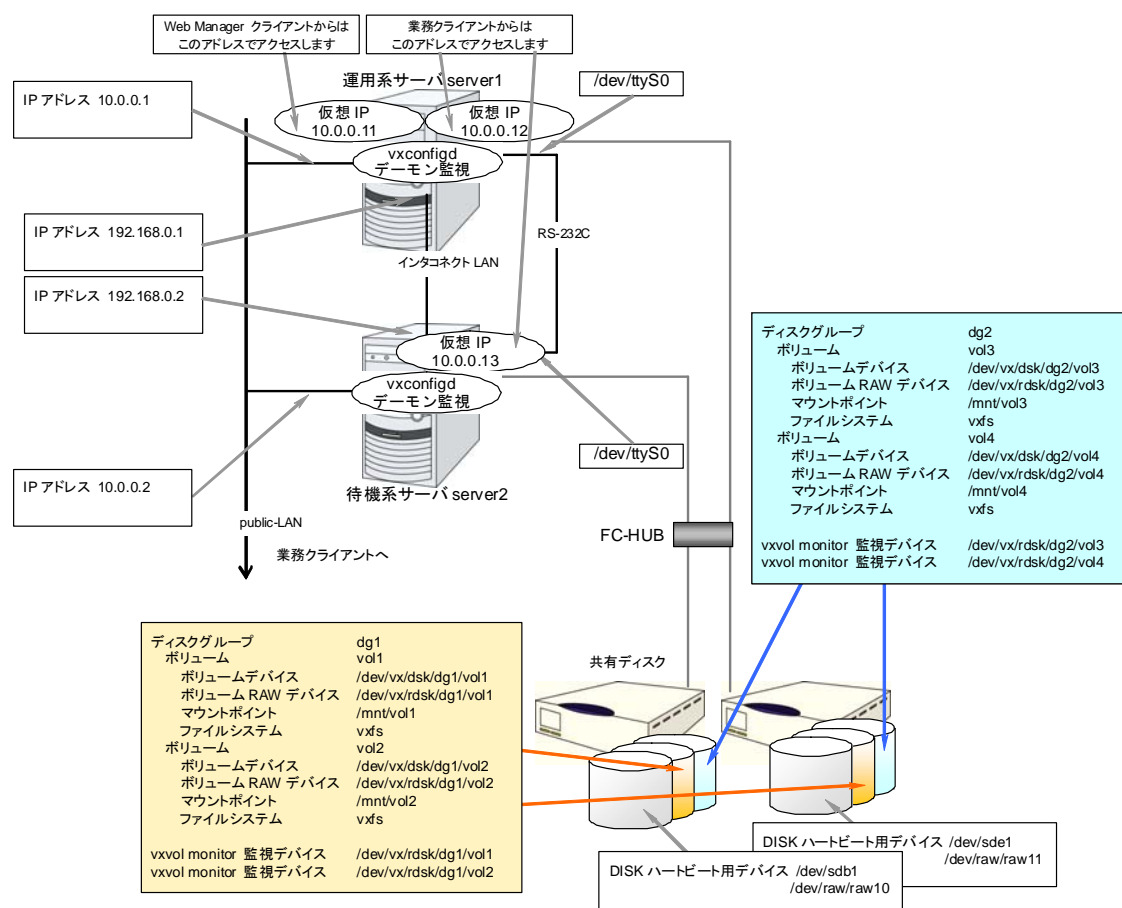 Web Manager クライアントからは
このアドレスでアクセスします
業務クライアントからは
このアドレスでアクセスします
運用系サーバ server1
/dev/ttyS0
IP アドレス 10.0.0.1
仮想 IP
10.0.0.11
仮想 IP
10.0.0.12
vxconfigd
デーモン監視
IP アドレス 192.168.0.1
RS-232C
インタコネクト LAN
IP アドレス 192.168.0.2
仮想 IP
10.0.0.13
vxconfigd
デーモン監視
/dev/ttyS0
IP アドレス 10.0.0.2
待機系サーバ server2
public-LAN
業務クライアントへ
FC-HUB
ディスクグループ dg2
ボリューム vol3
ボリュームデバイス /dev/vx/dsk/dg2/vol3
ボリューム RAW デバイス /dev/vx/rdsk/dg2/vol3
マウントポイント /mnt/vol3
ファイルシステム vxfs
ボリューム vol4
ボリュームデバイス /dev/vx/dsk/dg2/vol4
ボリューム RAW デバイス /dev/vx/rdsk/dg2/vol4
マウントポイント /mnt/vol4
ファイルシステム vxfs
vxvol monitor 監視デバイス /dev/vx/rdsk/dg2/vol3
vxvol monitor 監視デバイス /dev/vx/rdsk/dg2/vol4
ディスクグループ dg1
ボリューム vol1
ボリュームデバイス /dev/vx/dsk/dg1/vol1
ボリューム RAW デバイス /dev/vx/rdsk/dg1/vol1
マウントポイント /mnt/vol1
ファイルシステム vxfs
ボリューム vol2
ボリュームデバイス /dev/vx/dsk/dg1/vol2
ボリューム RAW デバイス /dev/vx/rdsk/dg1/vol2
マウントポイント /mnt/vol2
ファイルシステム vxfs
vxvol monitor 監視デバイス /dev/vx/rdsk/dg1/vol1
vxvol monitor 監視デバイス /dev/vx/rdsk/dg1/vol2
共有ディスク
DISK ハートビート用デバイス /dev/sde1
/dev/raw/raw11
DISK ハートビート用デバイス /dev/sdb1
/dev/raw/raw10